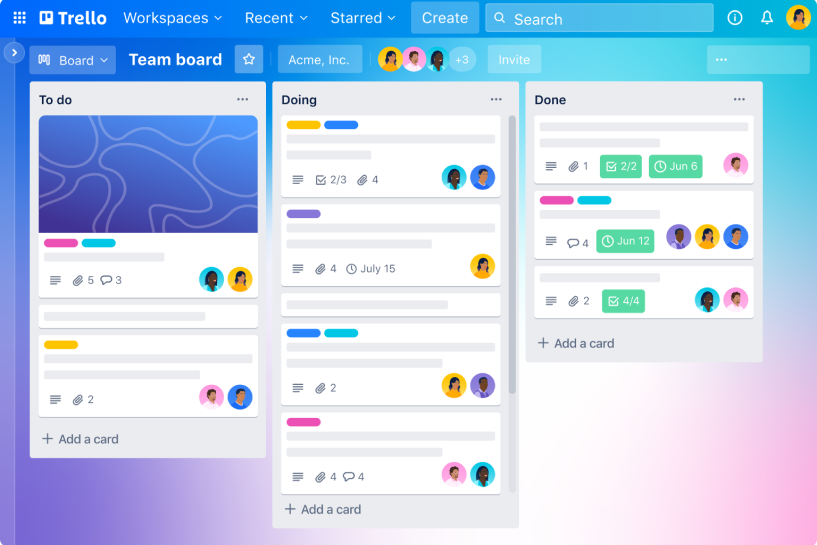 Trello Workspaces Recent Starred Create Search
Board Team board Acme, Inc. +3 Invite
To do
5 3
2
Add a card
Doing
2/3 4
4 July 15
2
4 4
Add a card
Done
1 2/2 Jun 6
4 Jun 12
2 4/4
Add a card